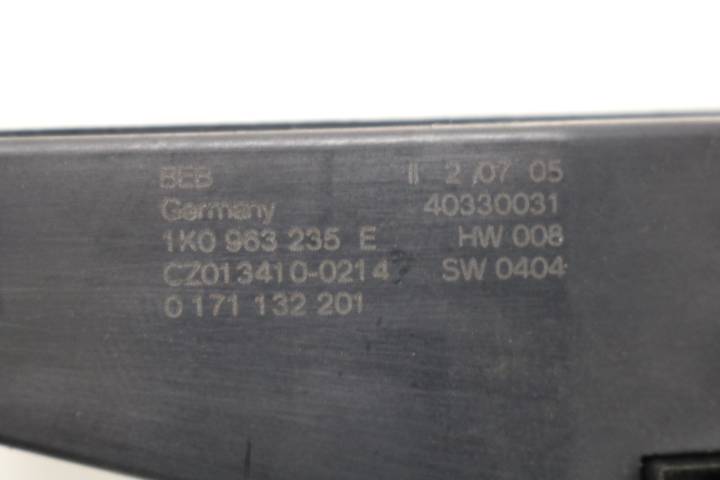 BEB II 2 /07 05
Germany 40330031
1K0 963 235 E HW 008
CZ013410-0214 SW 0404
0 171 132 201